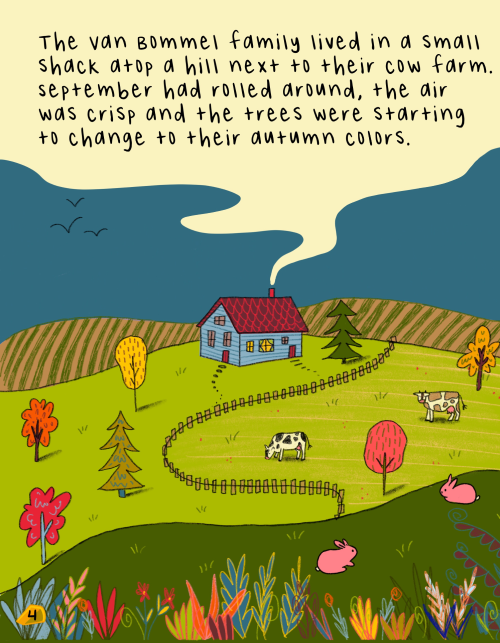 The van Bommel family lived in a small
shack atop a hill next to their cow farm.
September had rolled around, the air
was crisp and the trees were starting
to change to their autumn colors.
4